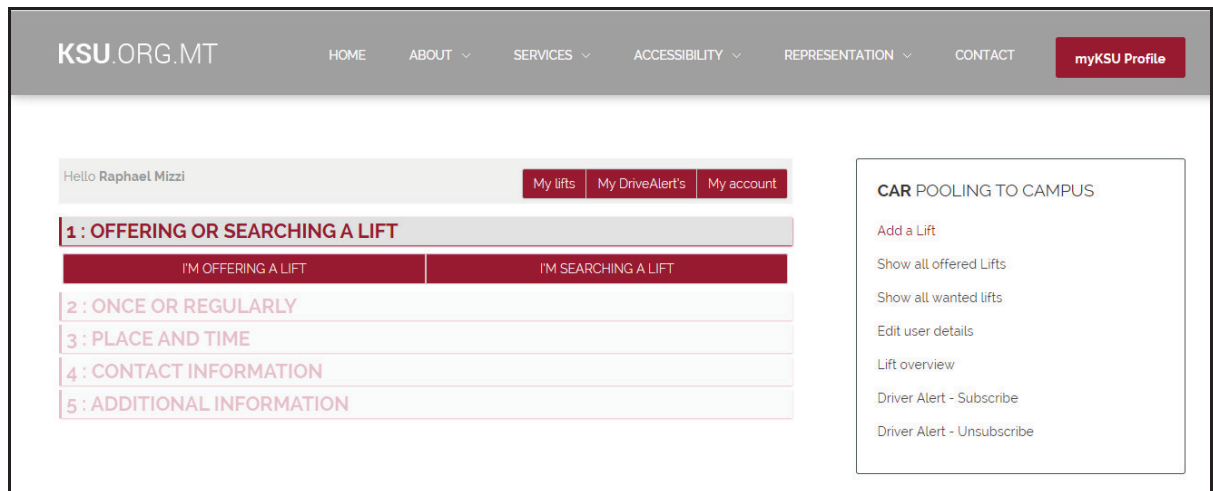 KSU.ORG.MT HOME ABOUT SERVICES ACCESSIBILITY REPRESENTATION CONTACT myKSU Profile
Hello Raphael Mizzi
My lifts My DriveAlert's My account
1 : OFFERING OR SEARCHING A LIFT
I'M OFFERING A LIFT I'M SEARCHING A LIFT
2 : ONCE OR REGULARLY
3 : PLACE AND TIME
4 : CONTACT INFORMATION
5 : ADDITIONAL INFORMATION
CAR POOLING TO CAMPUS
Add a Lift
Show all offered Lifts
Show all wanted lifts
Edit user details
Lift overview
Driver Alert - Subscribe
Driver Alert - Unsubscribe